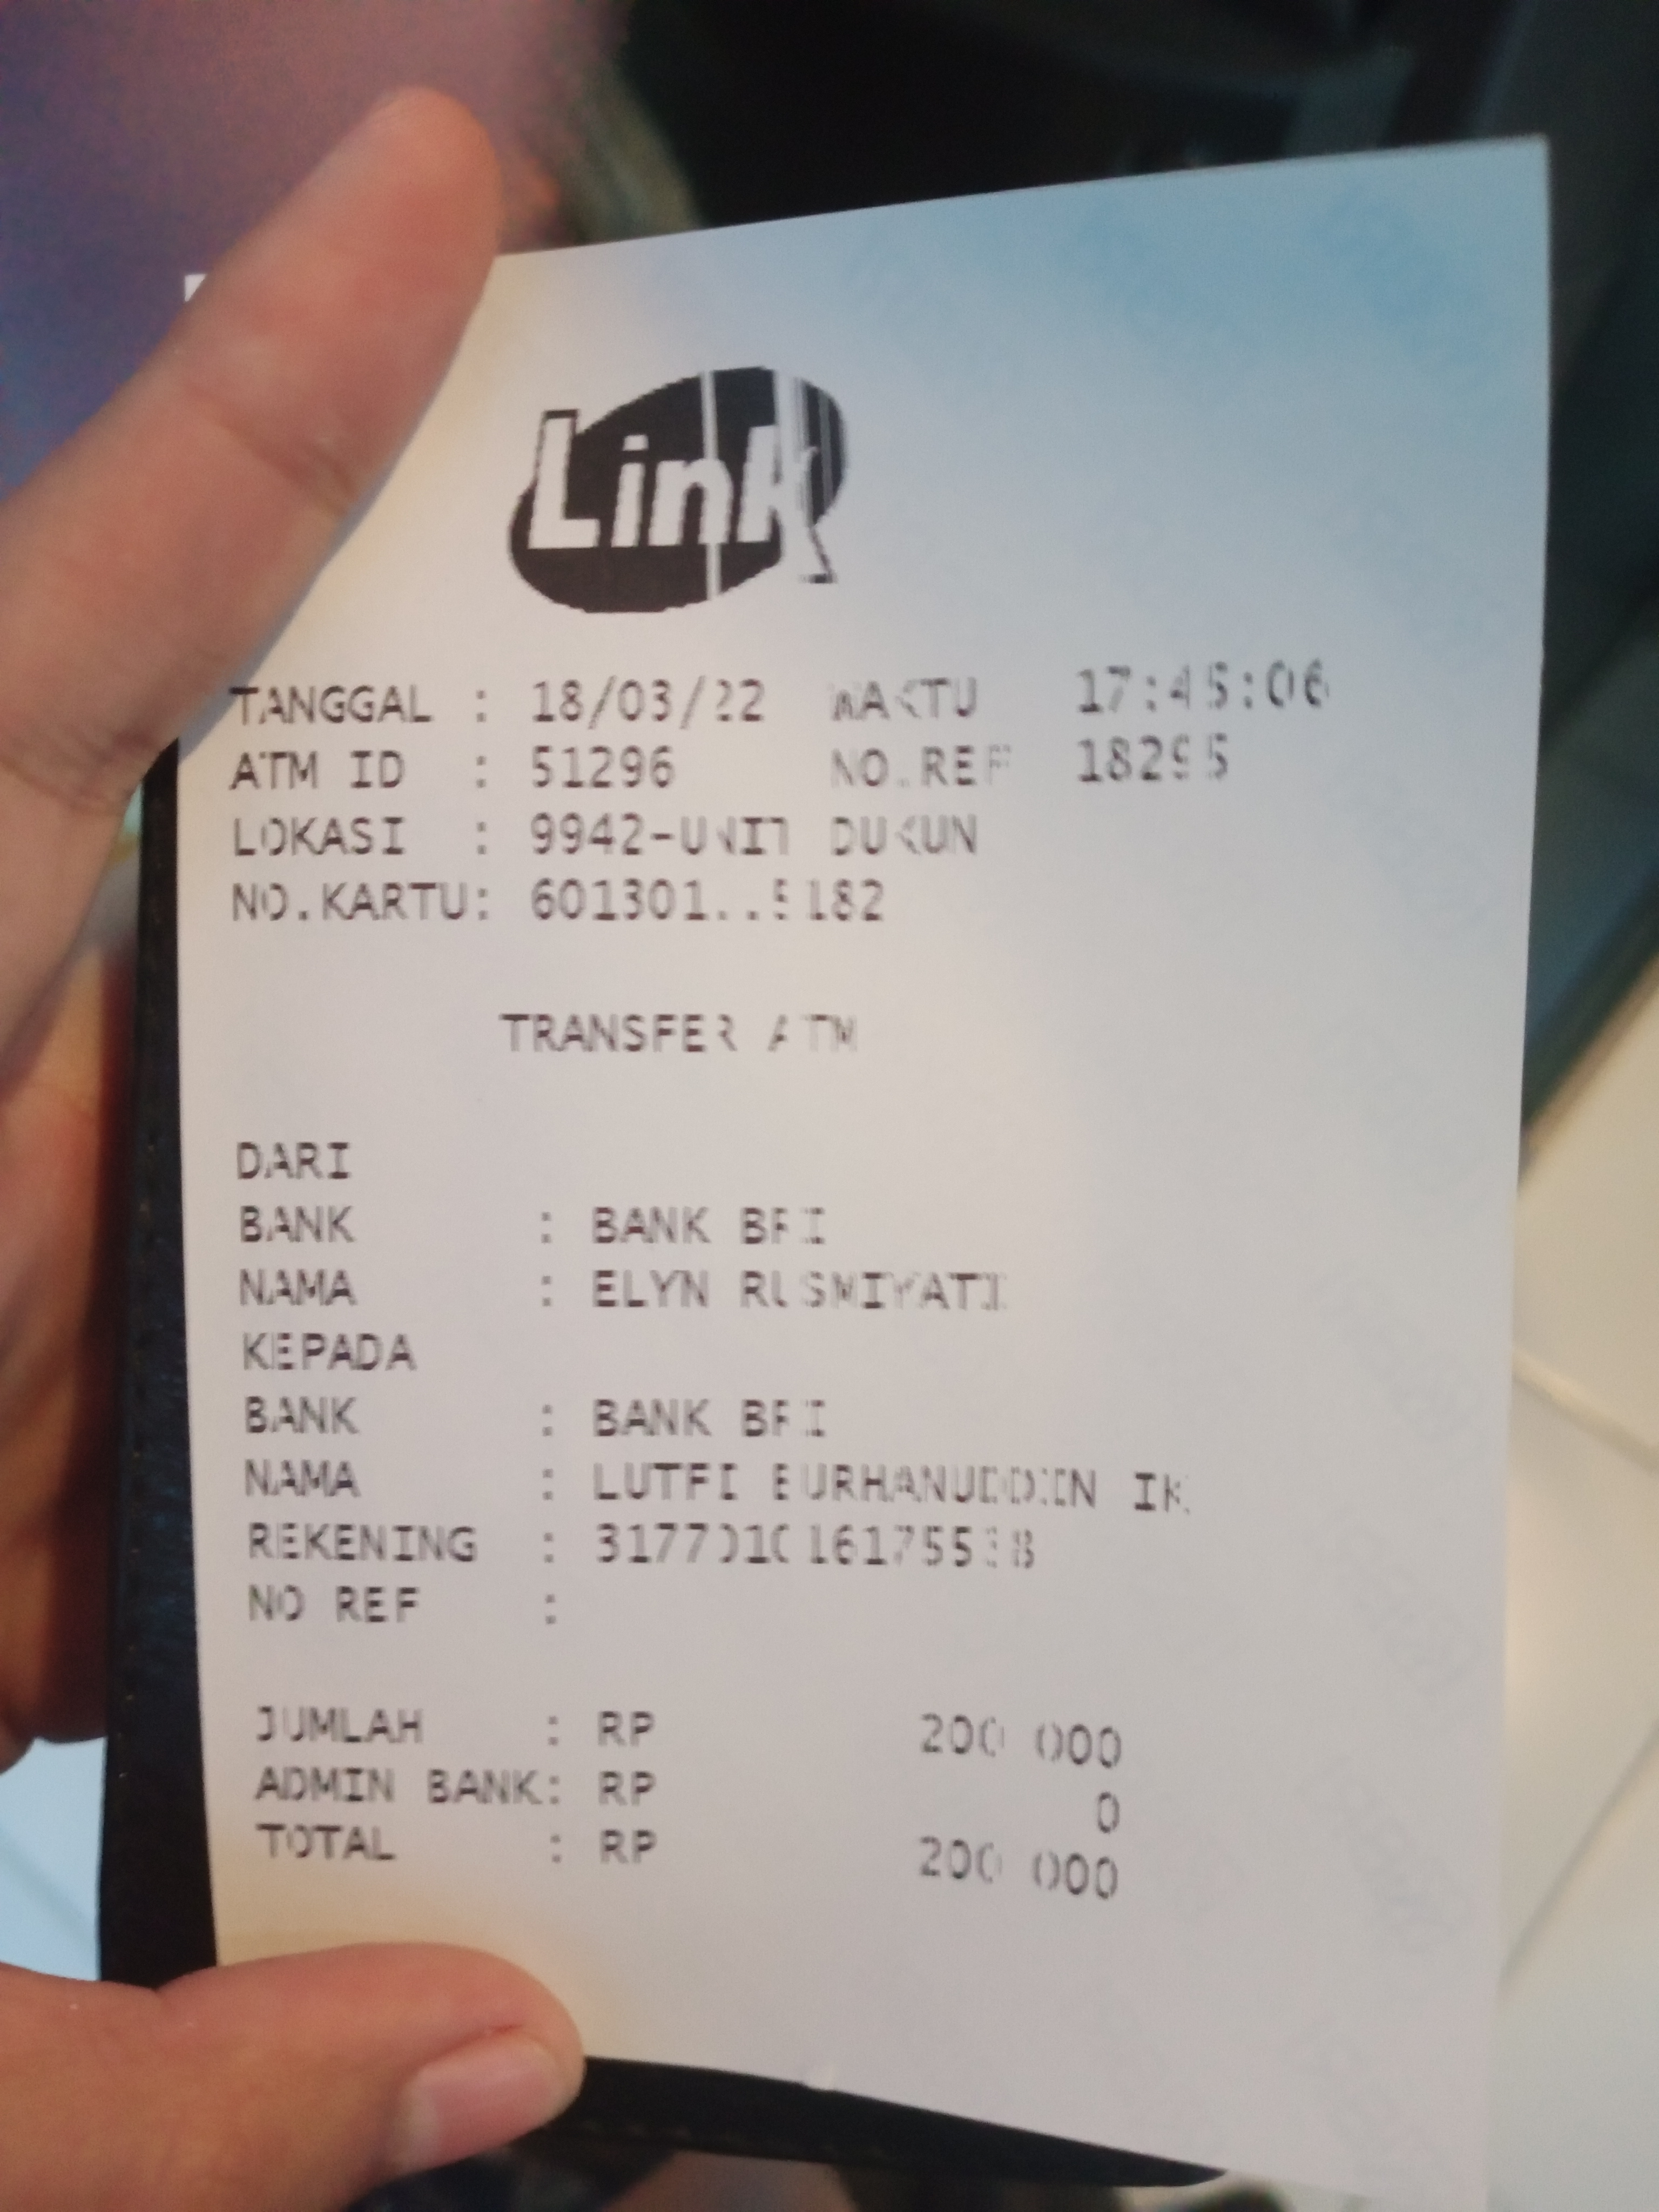 Link
TANGGAL : 18/03/22 WAKTU 17:45:06
ATM ID : 51296 NO.REF 18295
LOKASI : 9942-UNIT DUKUN
NO.KARTU: 601301..5182
TRANSFER ATM
DARI
BANK : BANK BRI
NAMA : ELYN RUSMIYATI
KEPADA
BANK : BANK BRI
NAMA : LUTFI BURHANUDDIN IK
REKENING :
NO REF :
JUMLAH : RP 200 000
ADMIN BANK: RP 0
TOTAL : RP 200 000